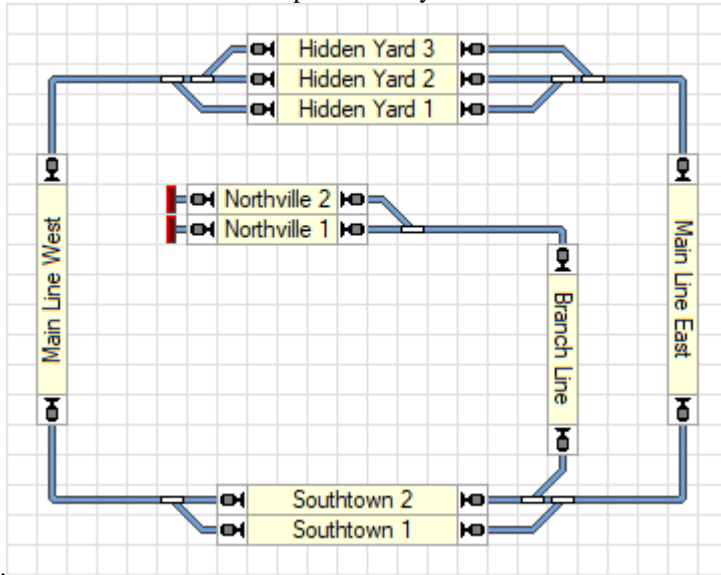 Hidden Yard 3
Hidden Yard 2
Hidden Yard 1
Northville 2
Northville 1
Main Line West
Branch Line
Main Line East
Southtown 2
Southtown 1